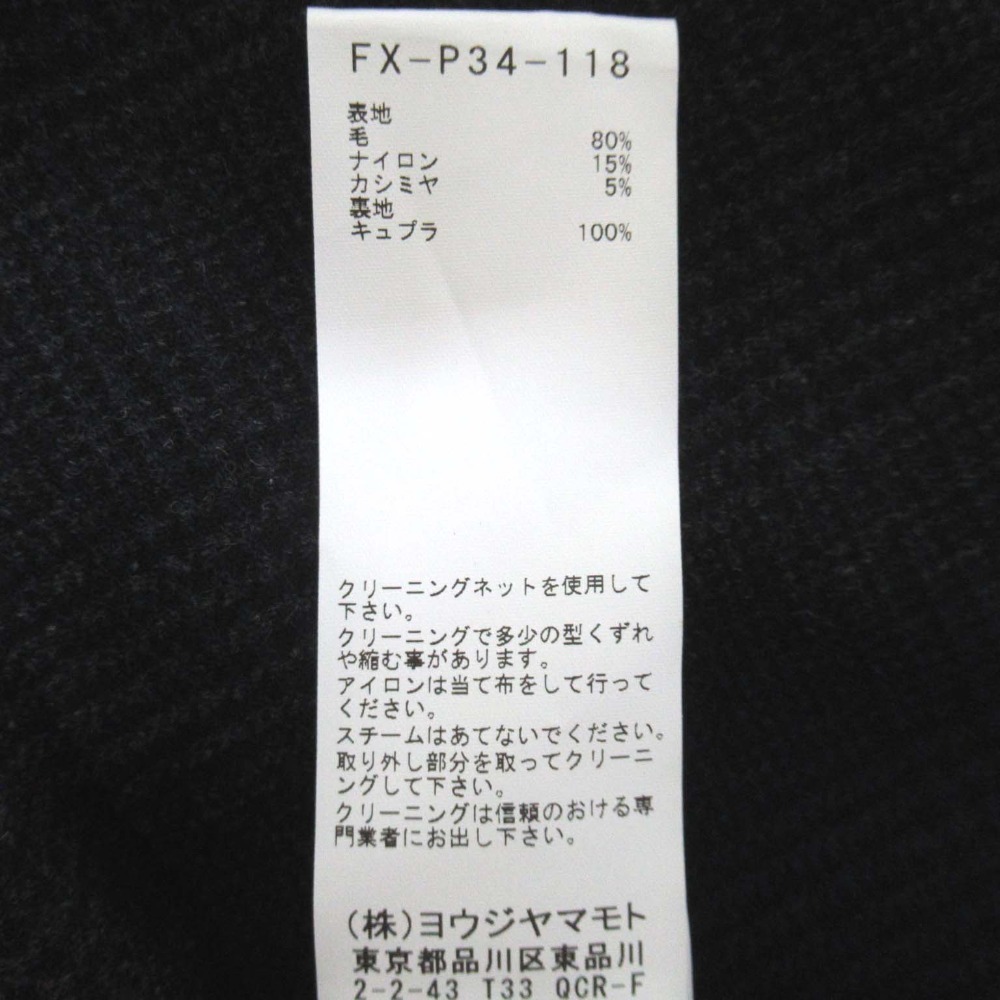 FX-P34-118
表地
毛 80%
ナイロン 15%
カシミヤ 5%
裏地
キュプラ 100%
クリーニングネットを使用して
下さい。
クリーニングで多少の型くずれ
や縮む事があります。
アイロンは当て布をして行って
ください。
スチームはあてないでください。
取り外し部分を取ってクリーニ
ングして下さい。
クリーニングは信頼のおける専
門業者にお出し下さい。
(株)ヨウジヤマモト
東京都品川区東品川
2-2-43 T33 QCR-F